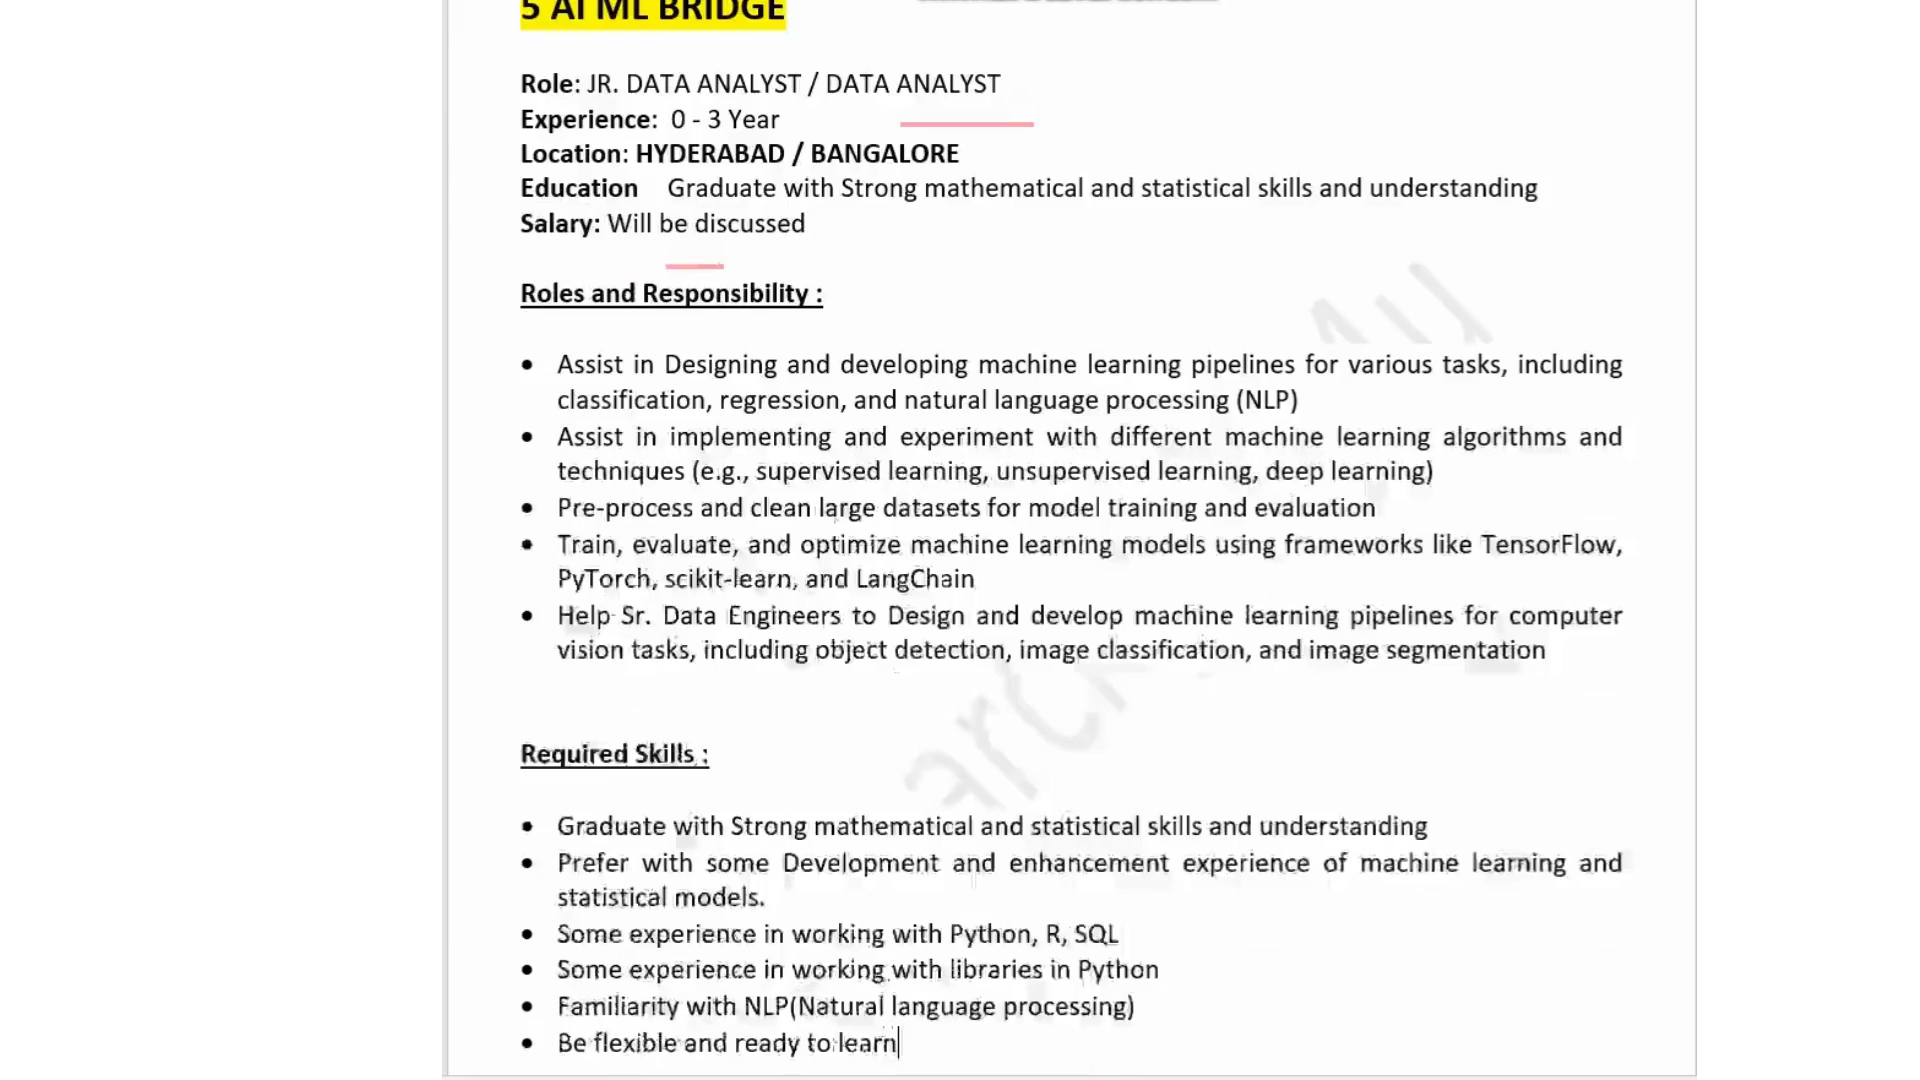 5 AI ML BRIDGE
Role: JR. DATA ANALYST / DATA ANALYST
Experience: 0 - 3 Year
Location: HYDERABAD / BANGALORE
Education Graduate with Strong mathematical and statistical skills and understanding
Salary: Will be discussed
Roles and Responsibility :
• Assist in Designing and developing machine learning pipelines for various tasks, including
classification, regression, and natural language processing (NLP)
• Assist in implementing and experiment with different machine learning algorithms and
techniques (e.g., supervised learning, unsupervised learning, deep learning)
• Pre-process and clean large datasets for model training and evaluation
• Train, evaluate, and optimize machine learning models using frameworks like TensorFlow,
PyTorch, scikit-learn, and LangChain
• Help Sr. Data Engineers to Design and develop machine learning pipelines for computer
vision tasks, including object detection, image classification, and image segmentation
Required Skills :
• Graduate with Strong mathematical and statistical skills and understanding
• Prefer with some Development and enhancement experience of machine learning and
statistical models.
• Some experience in working with Python, R, SQL
• Some experience in working with libraries in Python
• Familiarity with NLP(Natural language processing)
• Be flexible and ready to learn